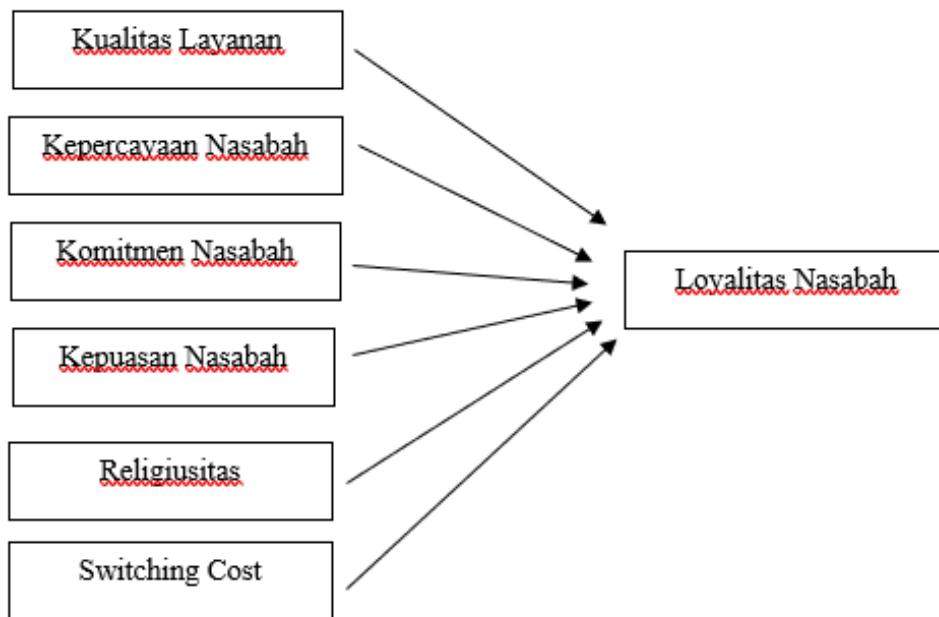 Kualitas Layanan
Kepercayaan Nasabah
Komitmen Nasabah
Loyalitas Nasabah
Kepuasan Nasabah
Religiusitas
Switching Cost